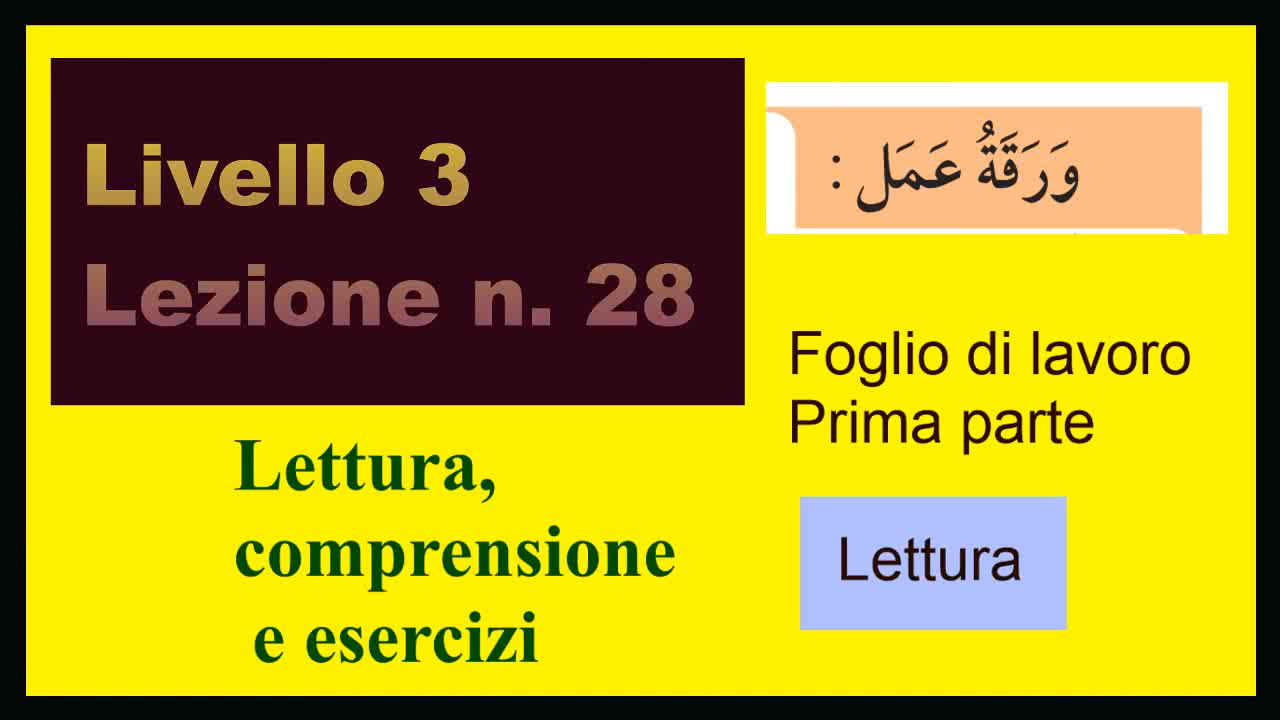 Livello 3
Lezione n. 28
Lettura,
comprensione
e esercizi
وَرَقَةُ عَمَل :
Foglio di lavoro
Prima parte
Lettura